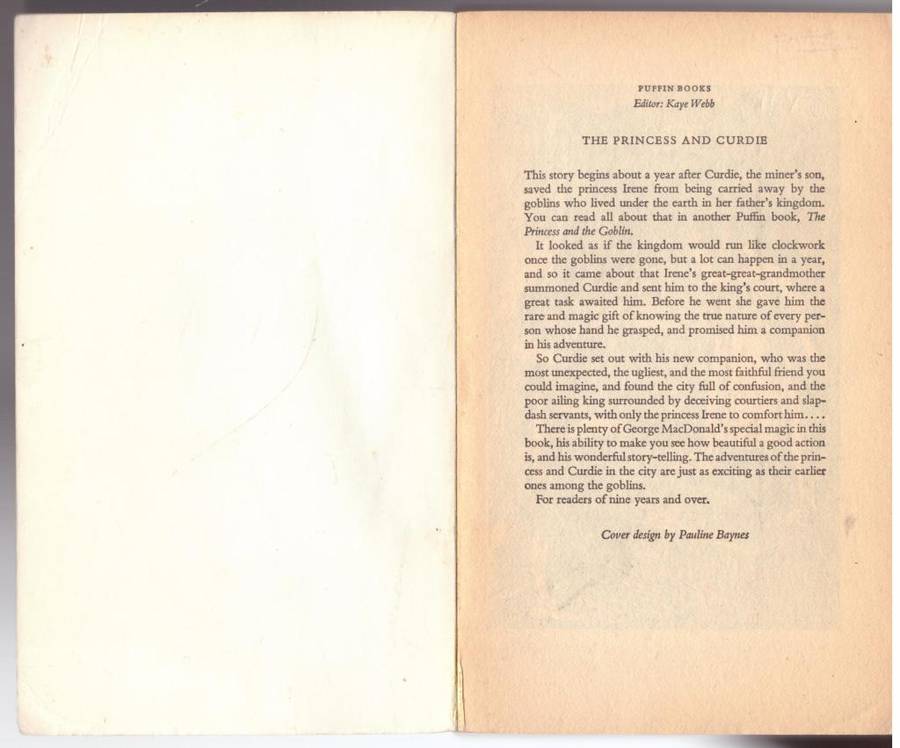 PUFFIN BOOKS
Editor: Kaye Webb
THE PRINCESS AND CURDIE
This story begins about a year after Curdie, the miner's son,
saved the princess Irene from being carried away by the
goblins who lived under the earth in her father's kingdom.
You can read all about that in another Puffin book, The
Princess and the Goblin.
It looked as if the kingdom would run like clockwork
once the goblins were gone, but a lot can happen in a year,
and so it came about that Irene's great-great-grandmother
summoned Curdie and sent him to the king's court, where a
great task awaited him. Before he went she gave him the
rare and magic gift of knowing the true nature of every per-
son whose hand he grasped, and promised him a companion
in his adventure.
So Curdie set out with his new companion, who was the
most unexpected, the ugliest, and the most faithful friend you
could imagine, and found the city full of confusion, and the
poor ailing king surrounded by deceiving courtiers and slap-
dash servants, with only the princess Irene to comfort him....
There is plenty of George MacDonald's special magic in this
book, his ability to make you see how beautiful a good action
is, and his wonderful story-telling. The adventures of the prin-
cess and Curdie in the city are just as exciting as their earlier
ones among the goblins.
For readers of nine years and over.
Cover design by Pauline Baynes